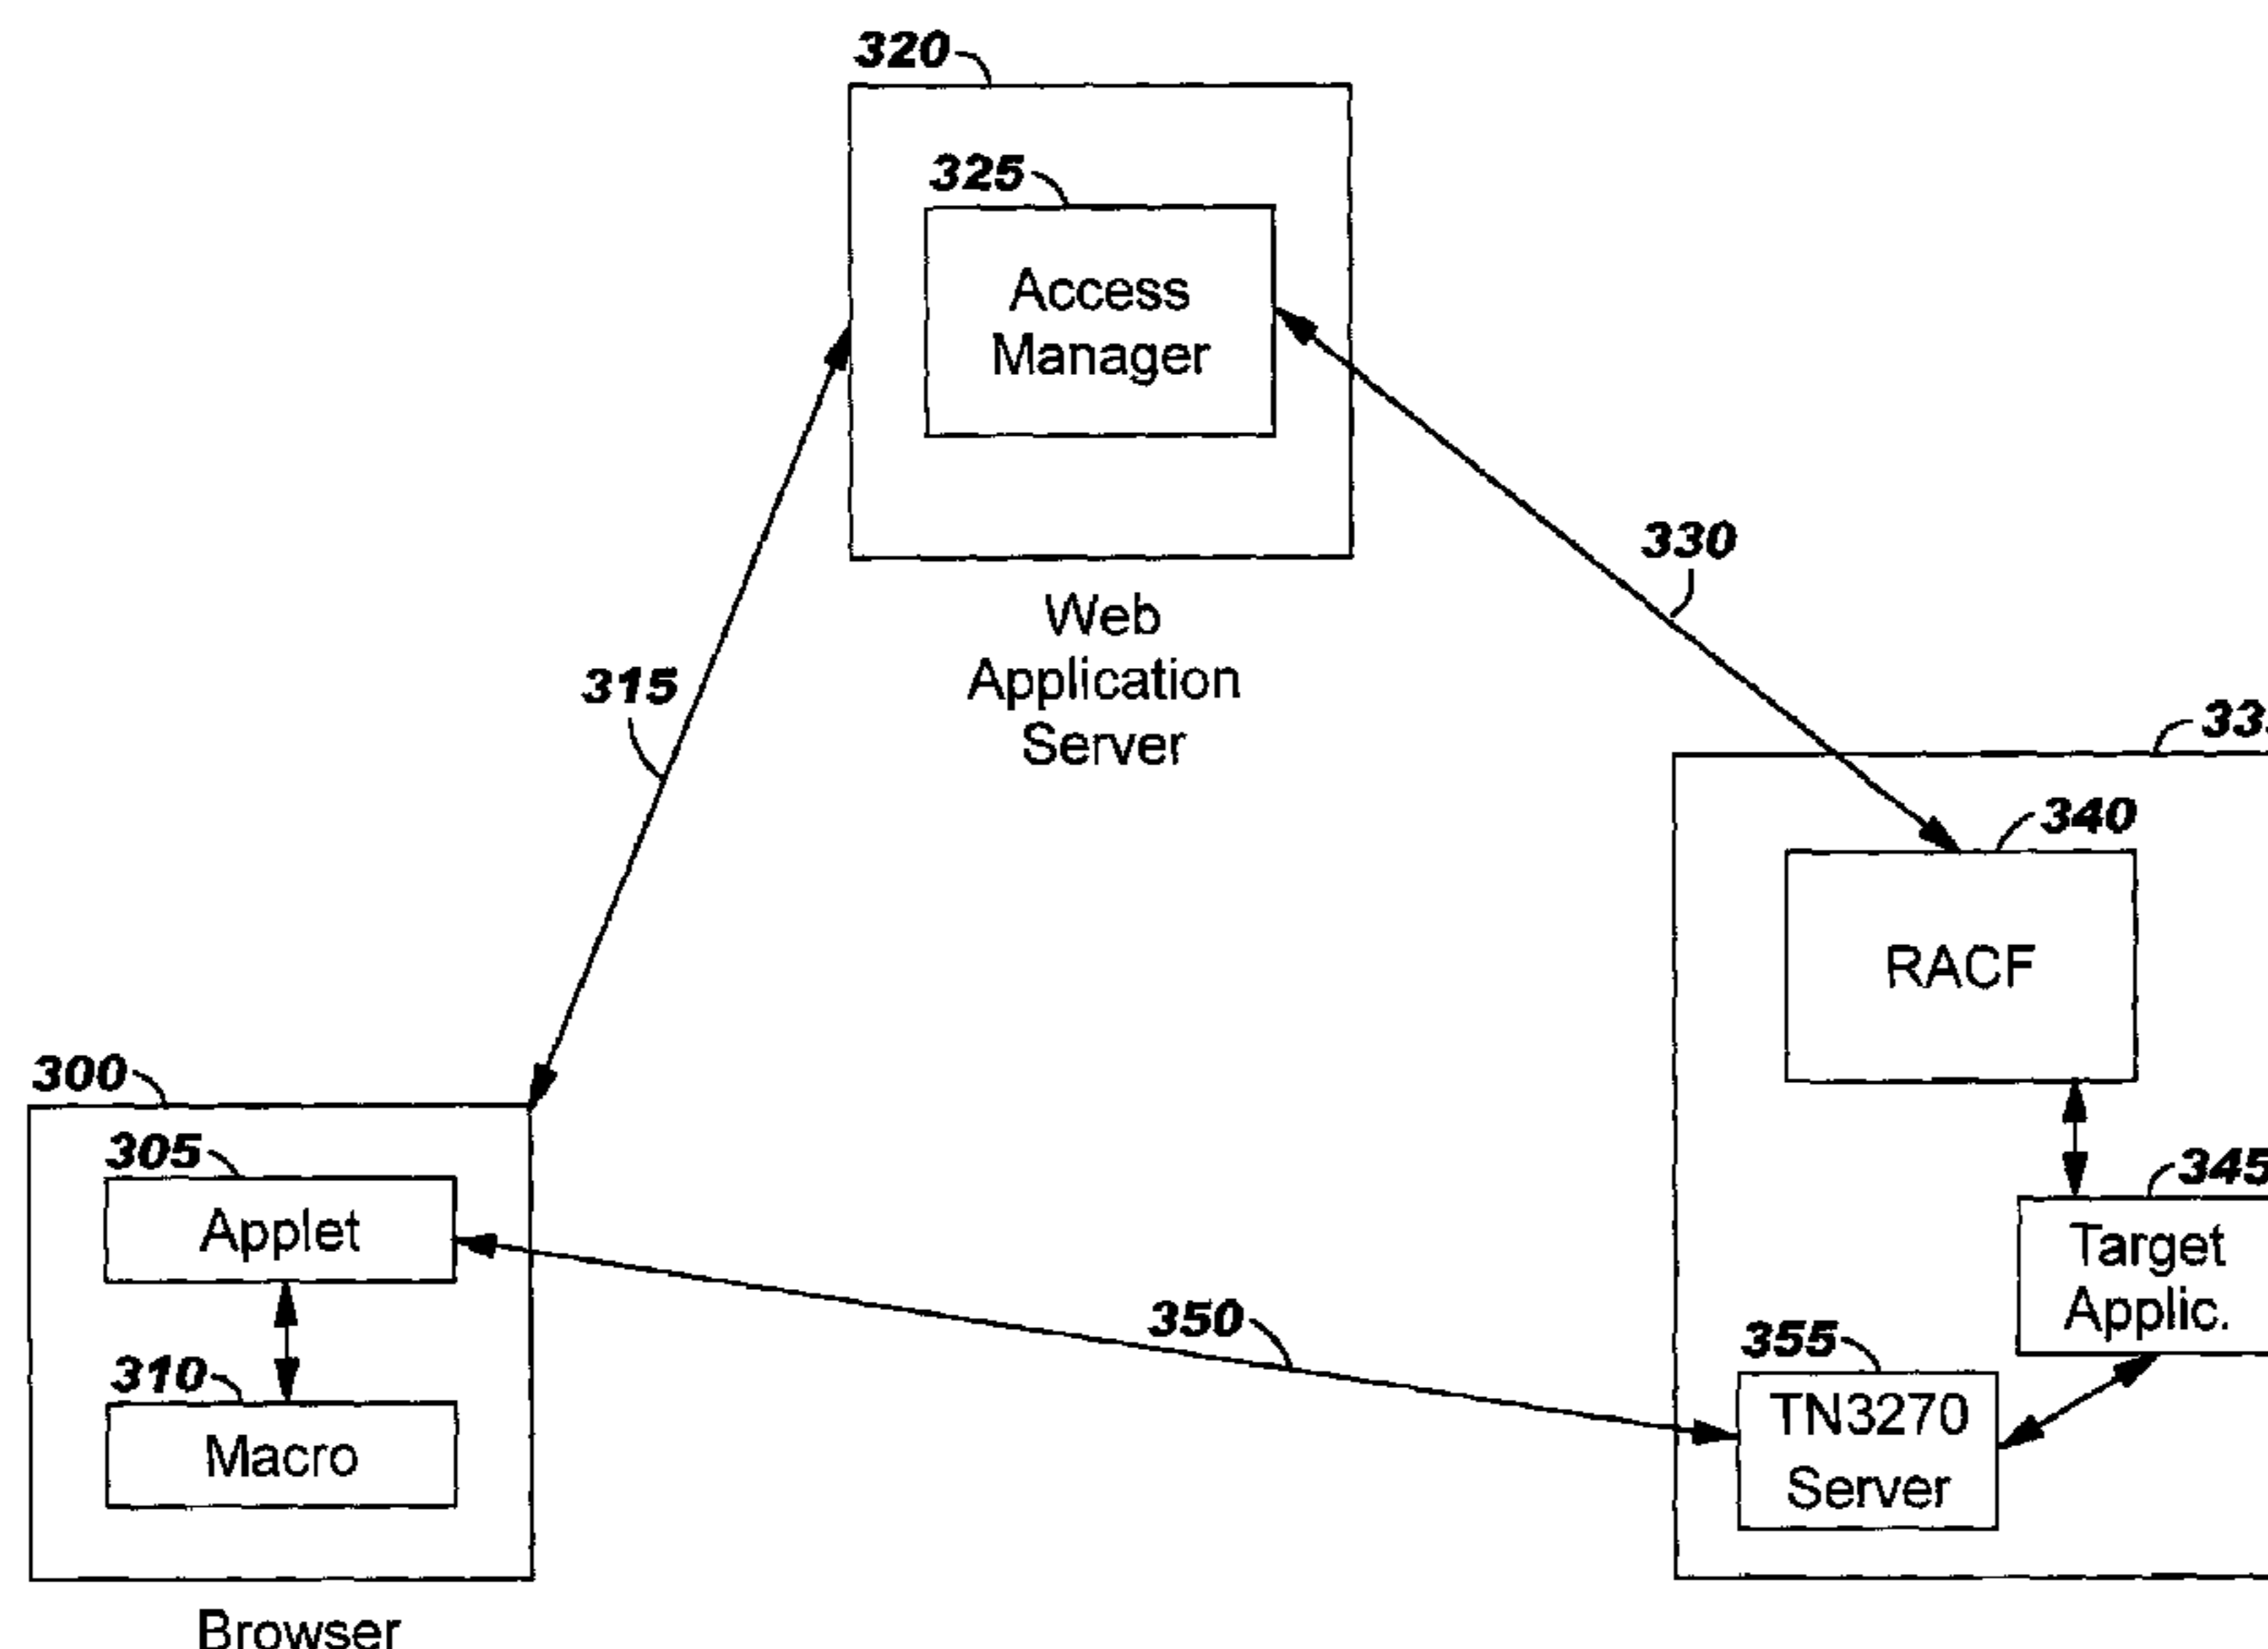 320
325
Access
Manager
330
Web
Application
Server
315
340
RACF
300
305
Applet
345
Target
Applic.
350
355
310
TN3270
Server
Macro
Browser